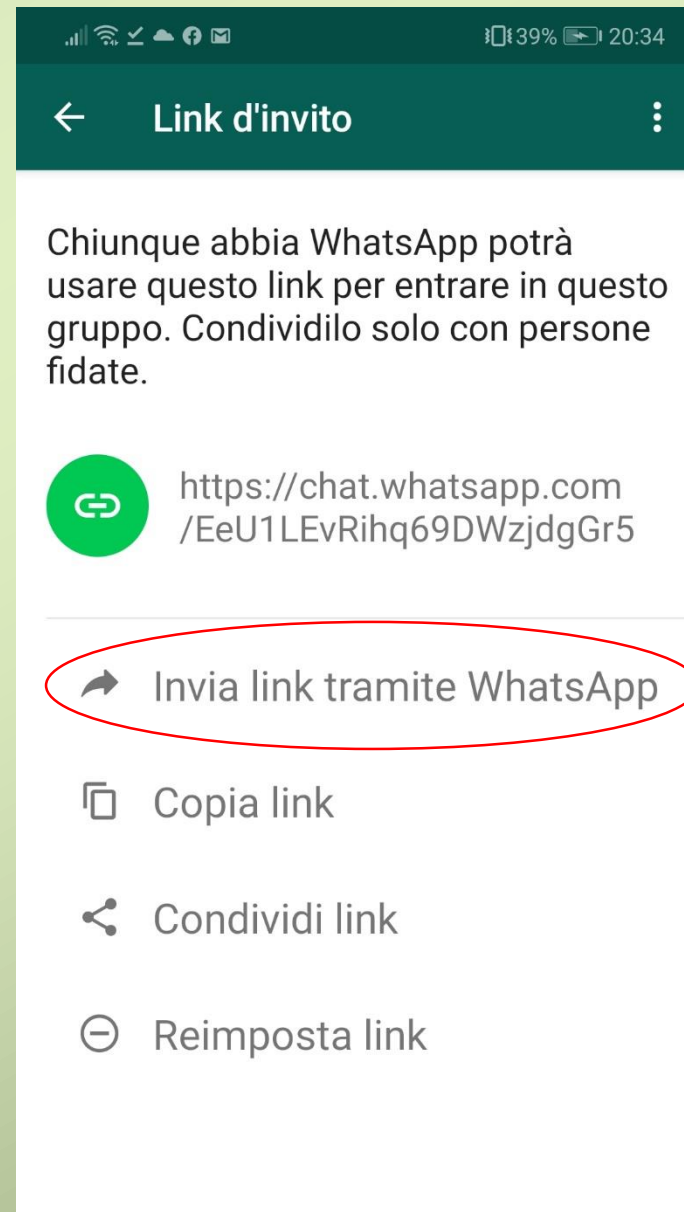 39% 20:34
Link d'invito
Chiunque abbia WhatsApp potrà
usare questo link per entrare in questo
gruppo. Condividilo solo con persone
fidate.
https://chat.whatsapp.com
/EeU1LEvRihq69DWzjdgGr5
Invia link tramite WhatsApp
Copia link
Condividi link
Reimposta link